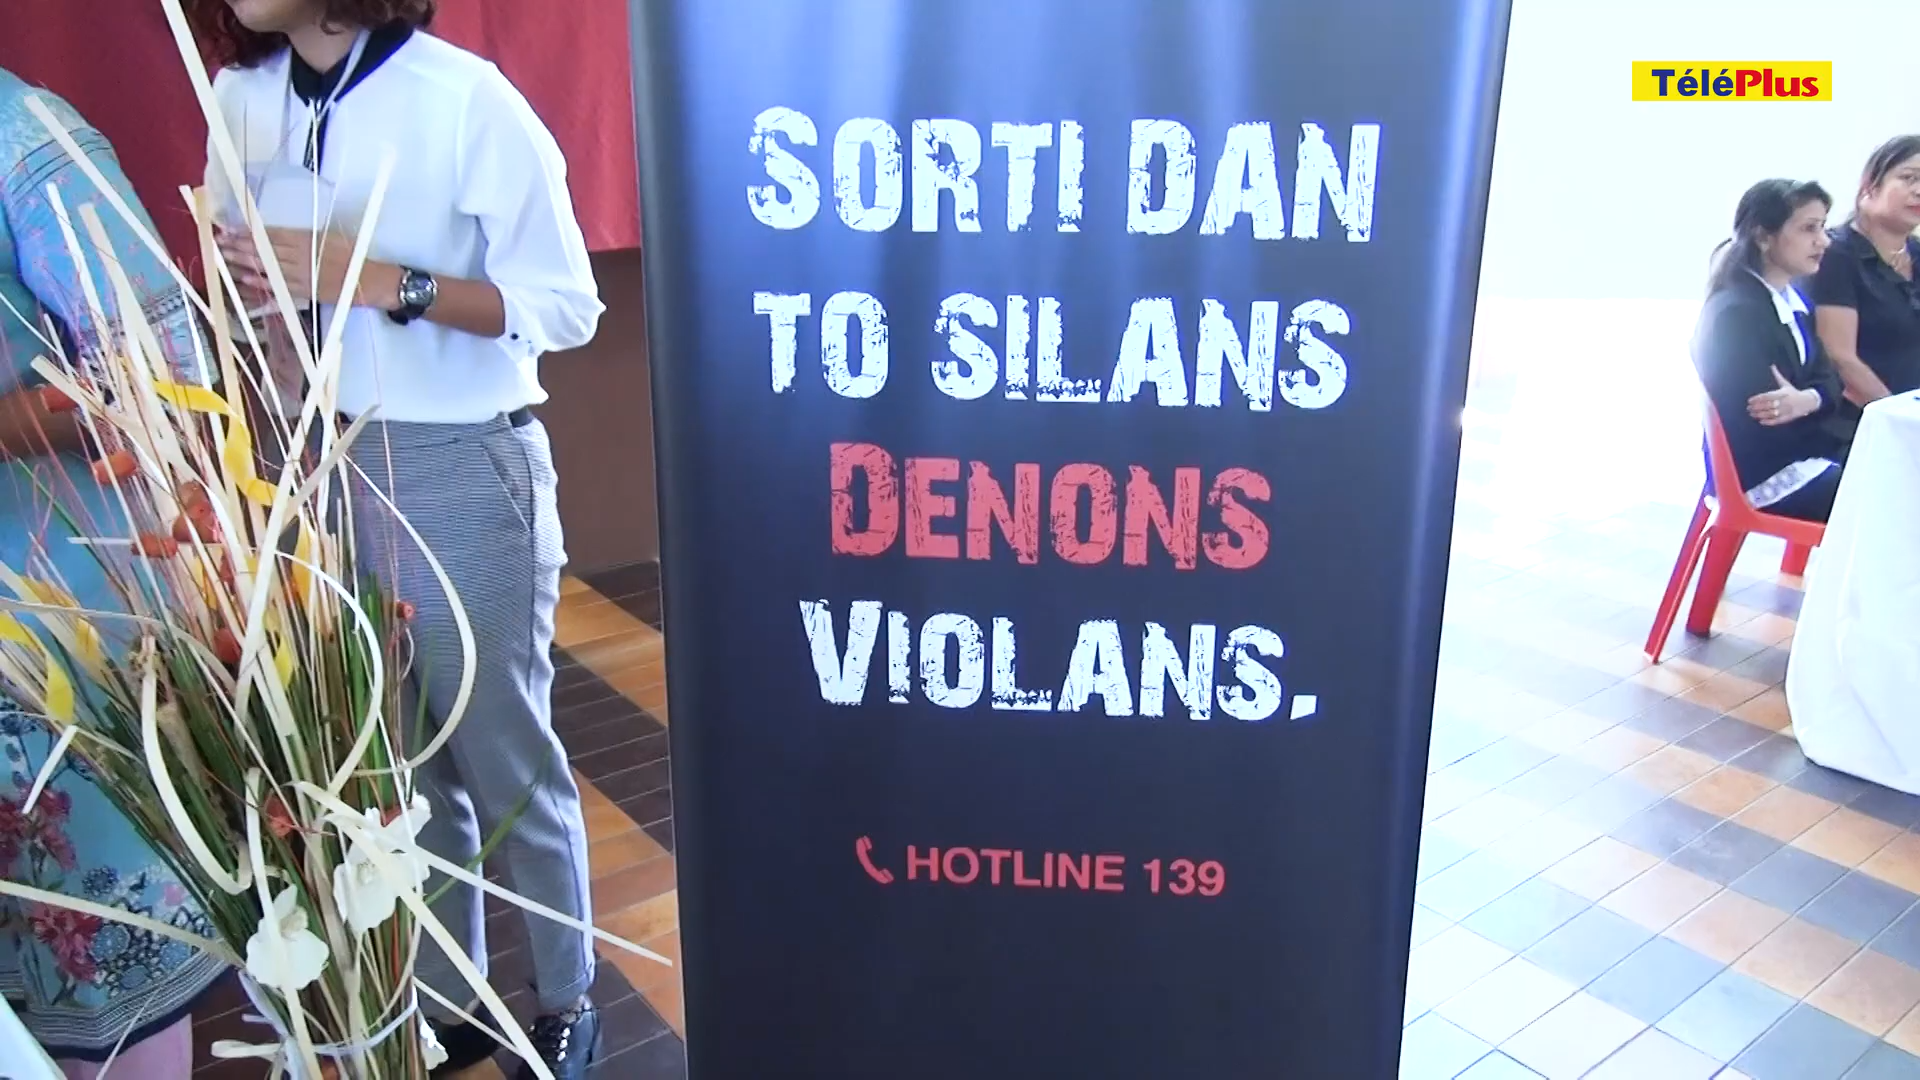 TéléPlus
SORTI DAN
TO SILANS
DENONS
VIOLANS.
HOTLINE 139